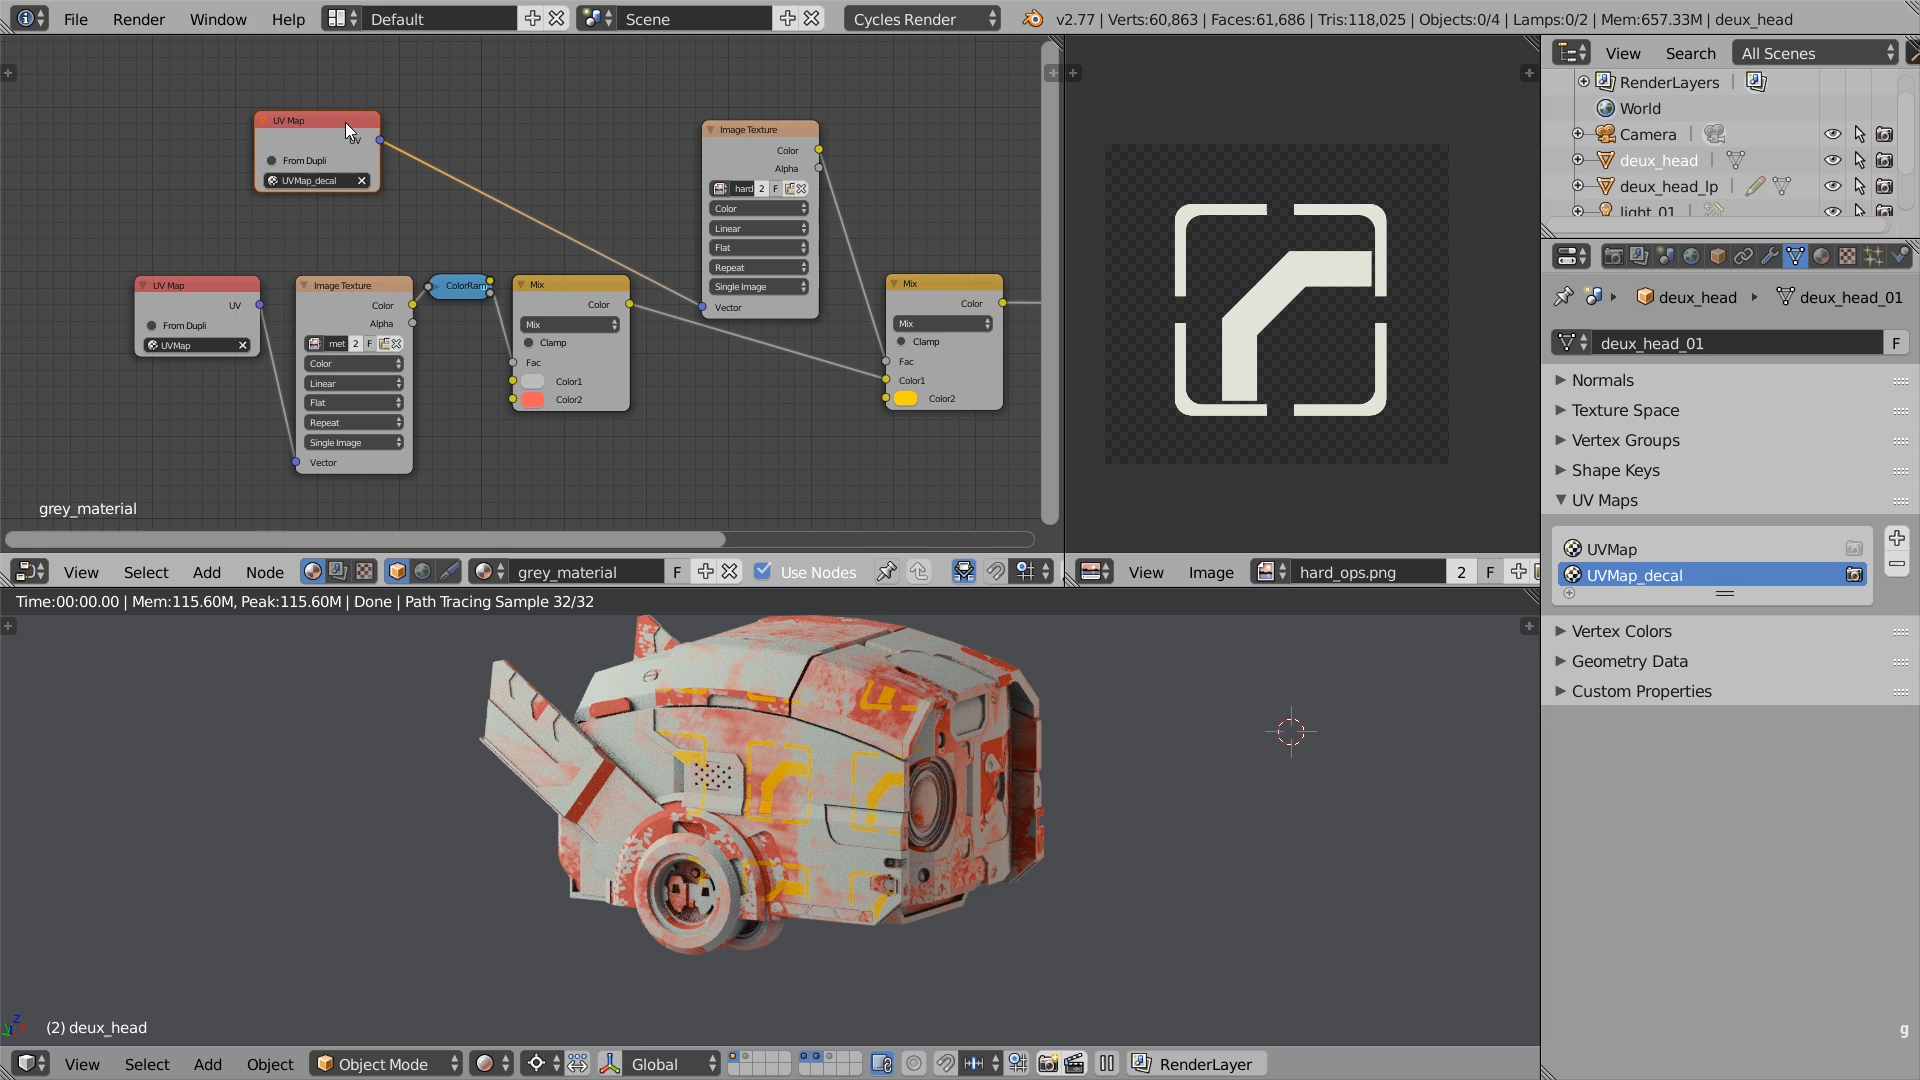 File Render Window Help Default Scene Cycles Render v2.77 | Verts:60,863 | Faces:61,686 | Tris:118,025 | Objects:0/4 | Lamps:0/2 | Mem:657.33M | deux_head
UV Map
UV
From Dupli
UVMap_decal
Image Texture
Color
Alpha
hard 2 F
Color
Linear
Flat
Repeat
Single Image
Vector
UV Map
UV
From Dupli
UVMap
Image Texture
Color
Alpha
met 2 F
Color
Linear
Flat
Repeat
Single Image
Vector
ColorRam
Mix
Color
Mix
Clamp
Fac
Color1
Color2
Mix
Color
Mix
Clamp
Fac
Color1
Color2
grey_material
View Select Add Node grey_material F Use Nodes
View Image hard_ops.png 2 F
View Search All Scenes
RenderLayers |
World
Camera |
deux_head |
deux_head_lp |
light_01 |
deux_head deux_head_01
deux_head_01 F
Normals
Texture Space
Vertex Groups
Shape Keys
UV Maps
UVMap
UVMap_decal
Vertex Colors
Geometry Data
Custom Properties
Time:00:00.00 | Mem:115.60M, Peak:115.60M | Done | Path Tracing Sample 32/32
z
(2) deux_head
g
View Select Add Object Object Mode Global RenderLayer